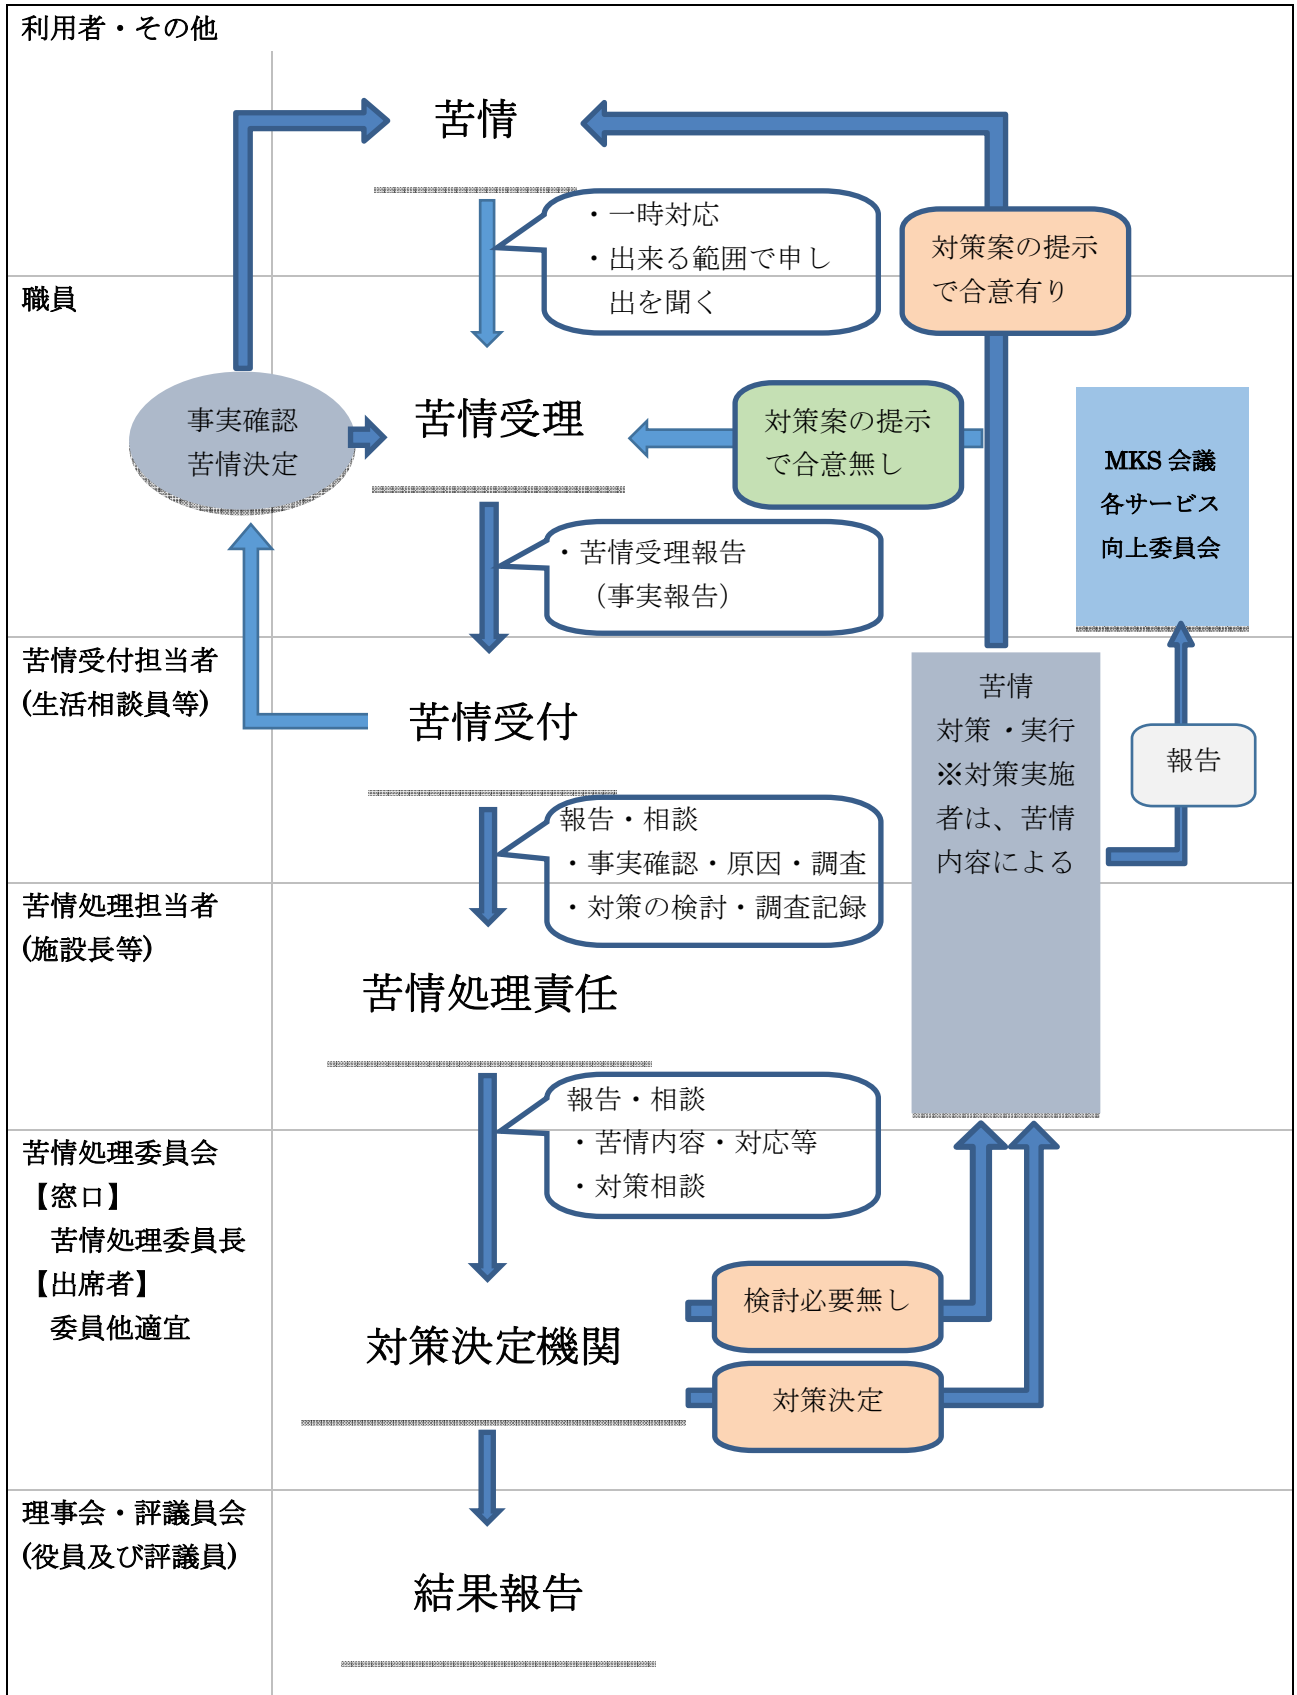 利用者・その他
苦情
・一時対応
・出来る範囲で申し
出を聞く
対策案の提示
で合意有り
職員
事実確認
苦情決定
苦情受理
対策案の提示
で合意無し
MKS 会議
各サービス
向上委員会
・苦情受理報告
（事実報告）
苦情受付担当者
(生活相談員等)
苦情受付
苦情
対策・実行
※対策実施
者は、苦情
内容による
報告
報告・相談
・事実確認・原因・調査
・対策の検討・調査記録
苦情処理担当者
(施設長等)
苦情処理責任
報告・相談
・苦情内容・対応等
・対策相談
苦情処理委員会
【窓口】
苦情処理委員長
【出席者】
委員他適宜
対策決定機関
検討必要無し
対策決定
理事会・評議員会
(役員及び評議員)
結果報告